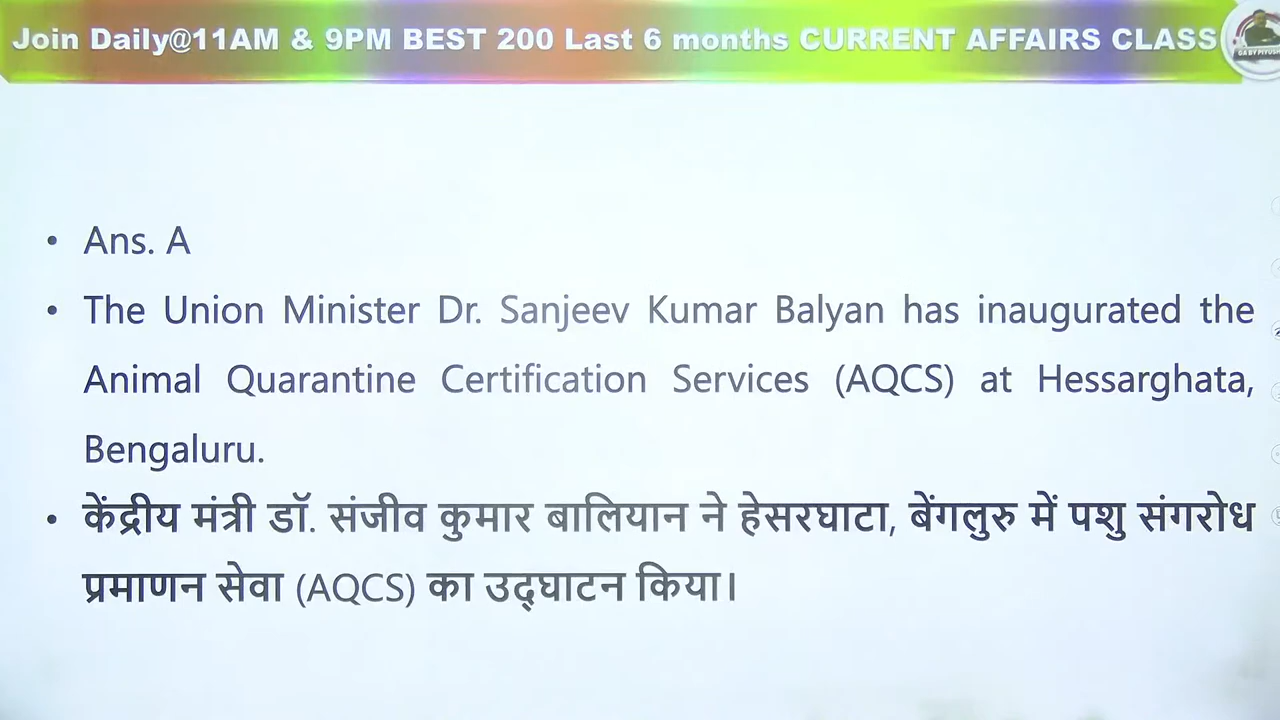 Join Daily@11AM & 9PM BEST 200 Last 6 months CURRENT AFFAIRS CLASS
• Ans. A
• The Union Minister Dr. Sanjeev Kumar Balyan has inaugurated the
Animal Quarantine Certification Services (AQCS) at Hessarghata,
Bengaluru.
• केंद्रीय मंत्री डॉ. संजीव कुमार बालियान ने हेसरघाटा, बेंगलुरु में पशु संगरोध
प्रमाणन सेवा (AQCS) का उद्घाटन किया।